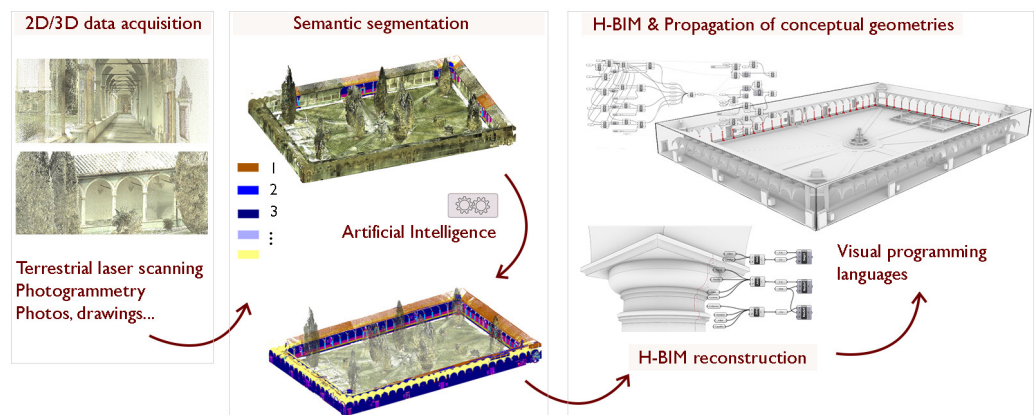 2D/3D data acquisition
Terrestrial laser scanning
Photogrammetry
Photos, drawings...
Semantic segmentation
1
2
3
⋮
Artificial Intelligence
H-BIM & Propagation of conceptual geometries
Visual programming
languages
H-BIM reconstruction